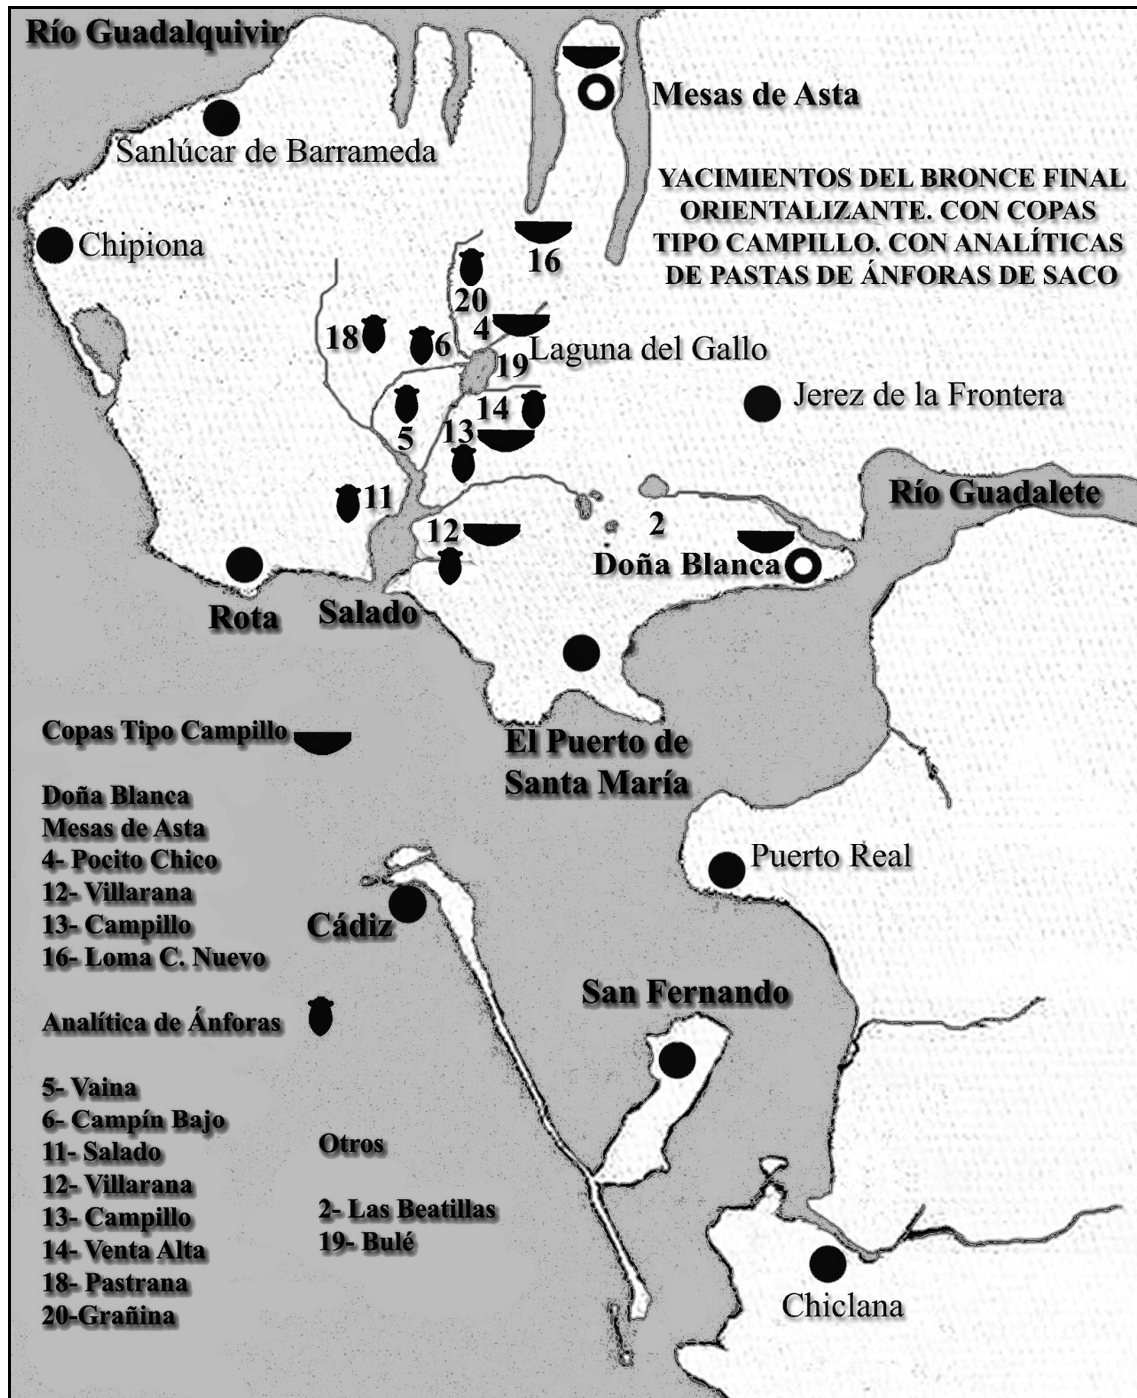 Río Guadalquivir
Mesas de Asta
Sanlúcar de Barrameda
YACIMIENTOS DEL BRONCE FINAL
ORIENTALIZANTE. CON COPAS
TIPO CAMPILLO. CON ANALÍTICAS
DE PASTAS DE ÁNFORAS DE SACO
Chipiona
16
20
4
18
6
19
Laguna del Gallo
14
Jerez de la Frontera
13
5
11
Río Guadalete
12
2
Doña Blanca
Rota
Salado
El Puerto de
Santa María
Copas Tipo Campillo
Doña Blanca
Mesas de Asta
4- Pocito Chico
12- Villarana
13- Campillo
16- Loma C. Nuevo
Puerto Real
Cádiz
San Fernando
Analítica de Ánforas
5- Vaina
6- Campín Bajo
11- Salado
12- Villarana
13- Campillo
14- Venta Alta
18- Pastrana
20-Grañina
Otros
2- Las Beatillas
19- Bulé
Chiclana